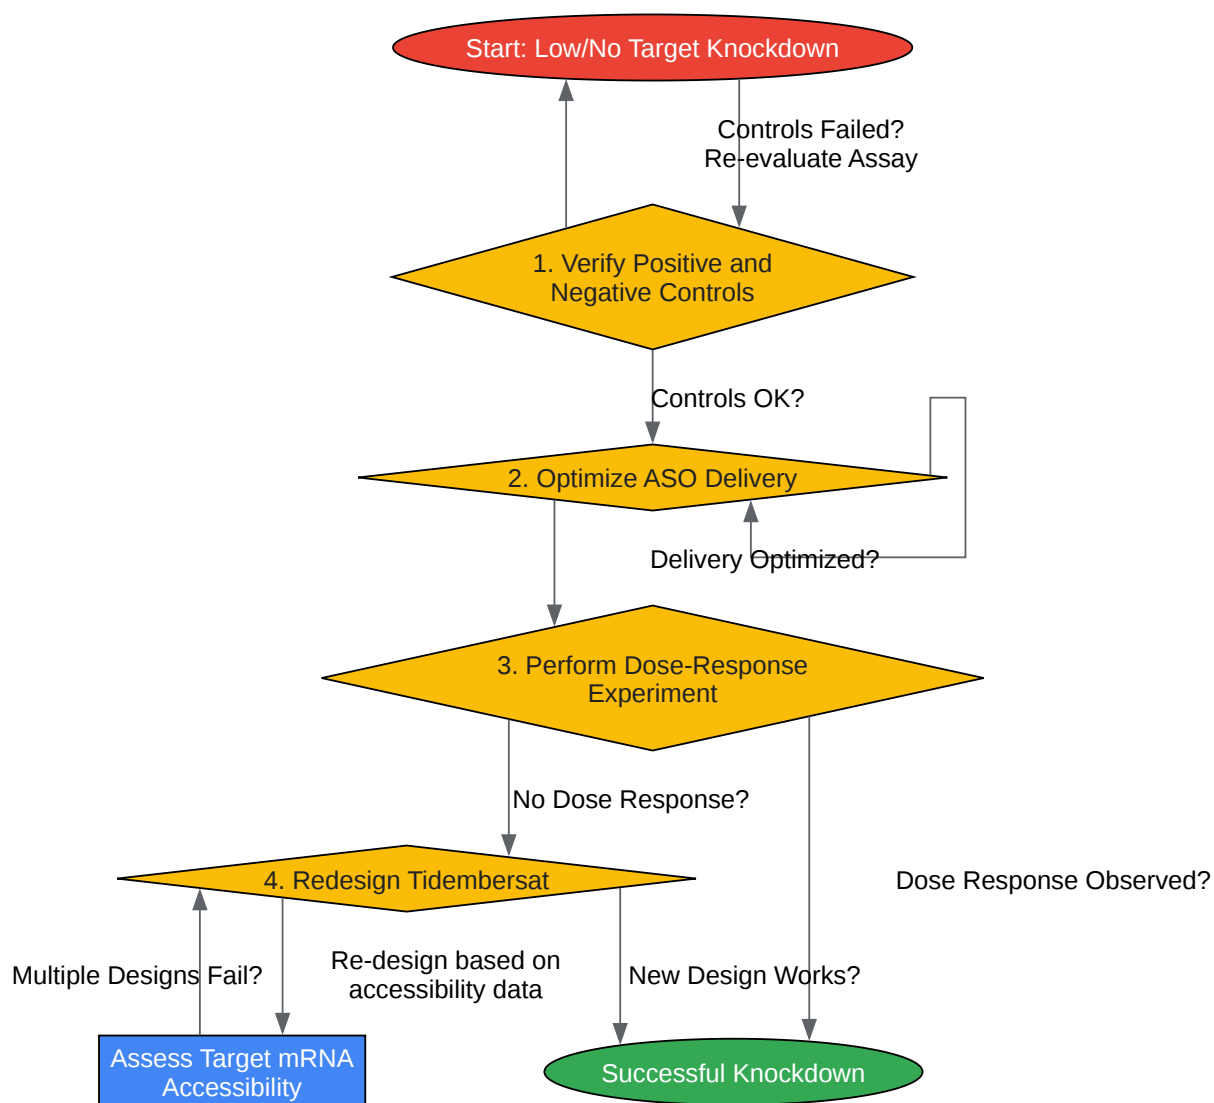 Start: Low/No Target Knockdown
Controls Failed?
Re-evaluate Assay
1. Verify Positive and
Negative Controls
Controls OK?
2. Optimize ASO Delivery
Delivery Optimized?
3. Perform Dose-Response
Experiment
No Dose Response?
4. Redesign Tidembersat
Dose Response Observed?
Multiple Designs Fail?
Re-design based on
accessibility data
New Design Works?
Assess Target mRNA
Accessibility
Successful Knockdown